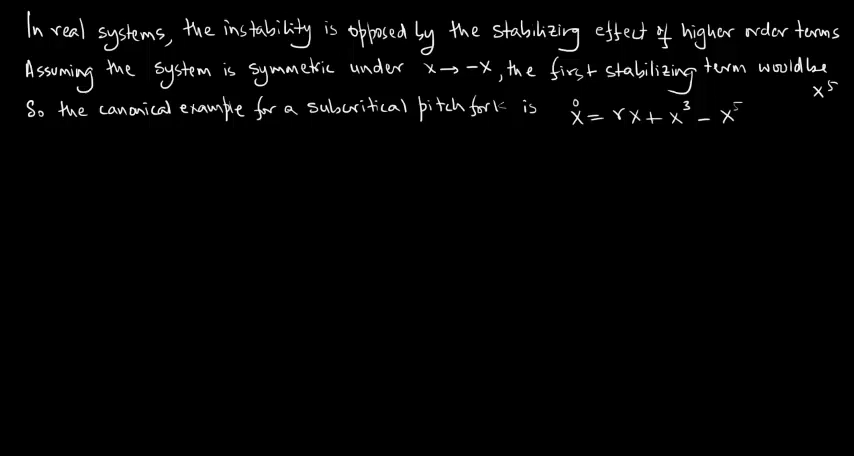 In real systems, the instability is opposed by the stabilizing effect of higher order terms
Assuming the system is symmetric under x → -x, the first stabilizing term would be x⁵
So the canonical example for a subcritical pitchfork is ẋ = rx + x³ - x⁵